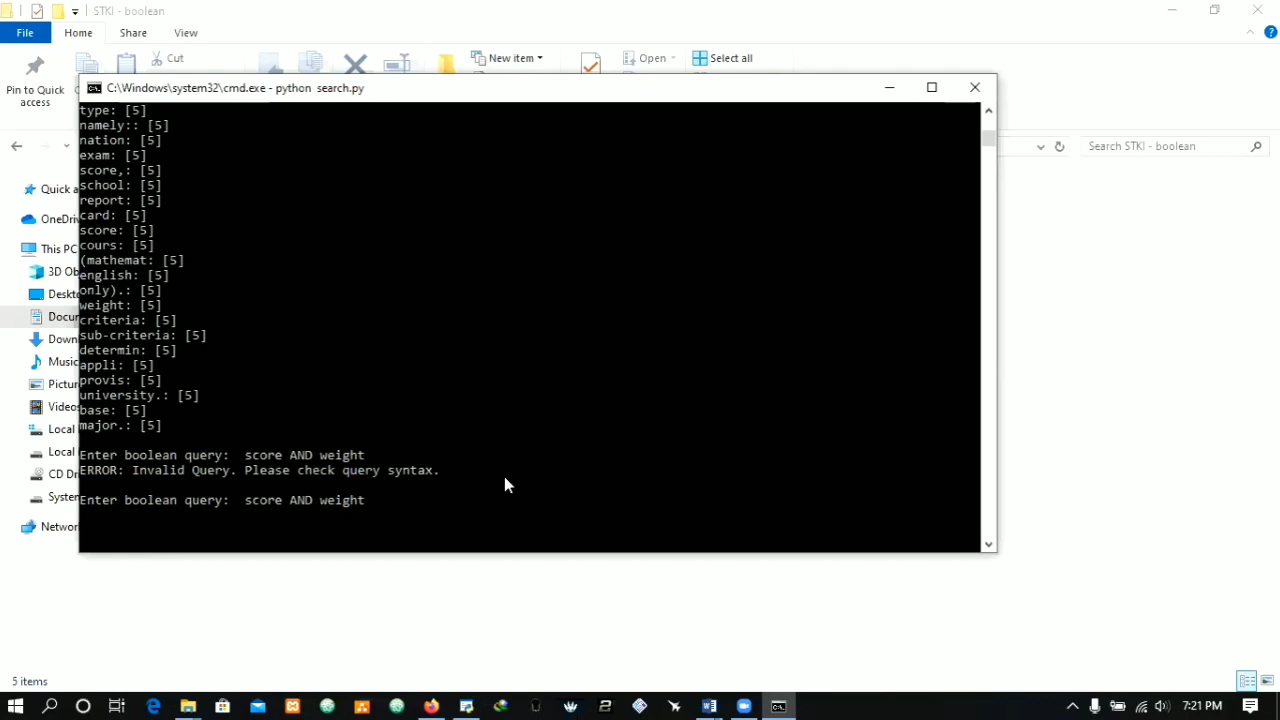 STKI - boolean
File
Home
Share
View
Cut
New item
Open
Select all
Pin to Quick
access
C:\Windows\system32\cmd.exe - python  search.py
Search STKI - boolean
Quick a
OneDriv
This PC
3D Ob
Deskto
Docu
Down
Music
Pictur
Video
Local
Local
CD Dr
System
Networ
type: [5]
namely:: [5]
nation: [5]
exam: [5]
score,: [5]
school: [5]
report: [5]
card: [5]
score: [5]
cours: [5]
(mathemat: [5]
english: [5]
only).: [5]
weight: [5]
criteria: [5]
sub-criteria: [5]
determin: [5]
appli: [5]
provis: [5]
university.: [5]
base: [5]
major.: [5]
Enter boolean query:  score AND weight
ERROR: Invalid Query. Please check query syntax.
Enter boolean query:  score AND weight
5 items
7:21 PM